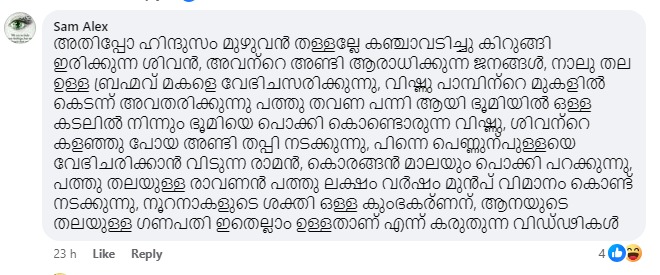 Sam Alex
അതിപ്പോ ഹിന്ദുസം മുഴുവൻ തള്ളല്ലേ കഞ്ചാവടിച്ചു കിറുങ്ങി
ഇരിക്കുന്ന ശിവൻ, അവന്റെ അണ്ടി ആരാധിക്കുന്ന ജനങ്ങൾ, നാലു തല
ഉള്ള ബ്രഹ്മവ് മകളെ വേഭിചസരിക്കുന്നു, വിഷ്ണു പാമ്പിന്റെ മുകളിൽ
കെടന്ന് അവതരിക്കുന്നു പത്തു തവണ പന്നി ആയി ഭൂമിയിൽ ഒള്ള
കടലിൽ നിന്നും ഭൂമിയെ പൊക്കി കൊണ്ടൊരുന്ന വിഷ്ണു, ശിവന്റെ
കളഞ്ഞു പോയ അണ്ടി തപ്പി നടക്കുന്നു, പിന്നെ പെണ്ണുന്പുള്ളയെ
വേഭിചരിക്കാൻ വിടുന്ന രാമൻ, കൊരങ്ങൻ മാലയും പൊക്കി പറക്കുന്നു,
പത്തു തലയുള്ള രാവണൻ പത്തു ലക്ഷം വർഷം മുൻപ് വിമാനം കൊണ്ട്
നടക്കുന്നു, നൂറനാകളുടെ ശക്തി ഒള്ള കുംഭകർണന്, ആനയുടെ
തലയുള്ള ഗണപതി ഇതെല്ലാം ഉള്ളതാണ് എന്ന് കരുതുന്ന വിഡ്ഢികൾ
23 h Like Reply 4